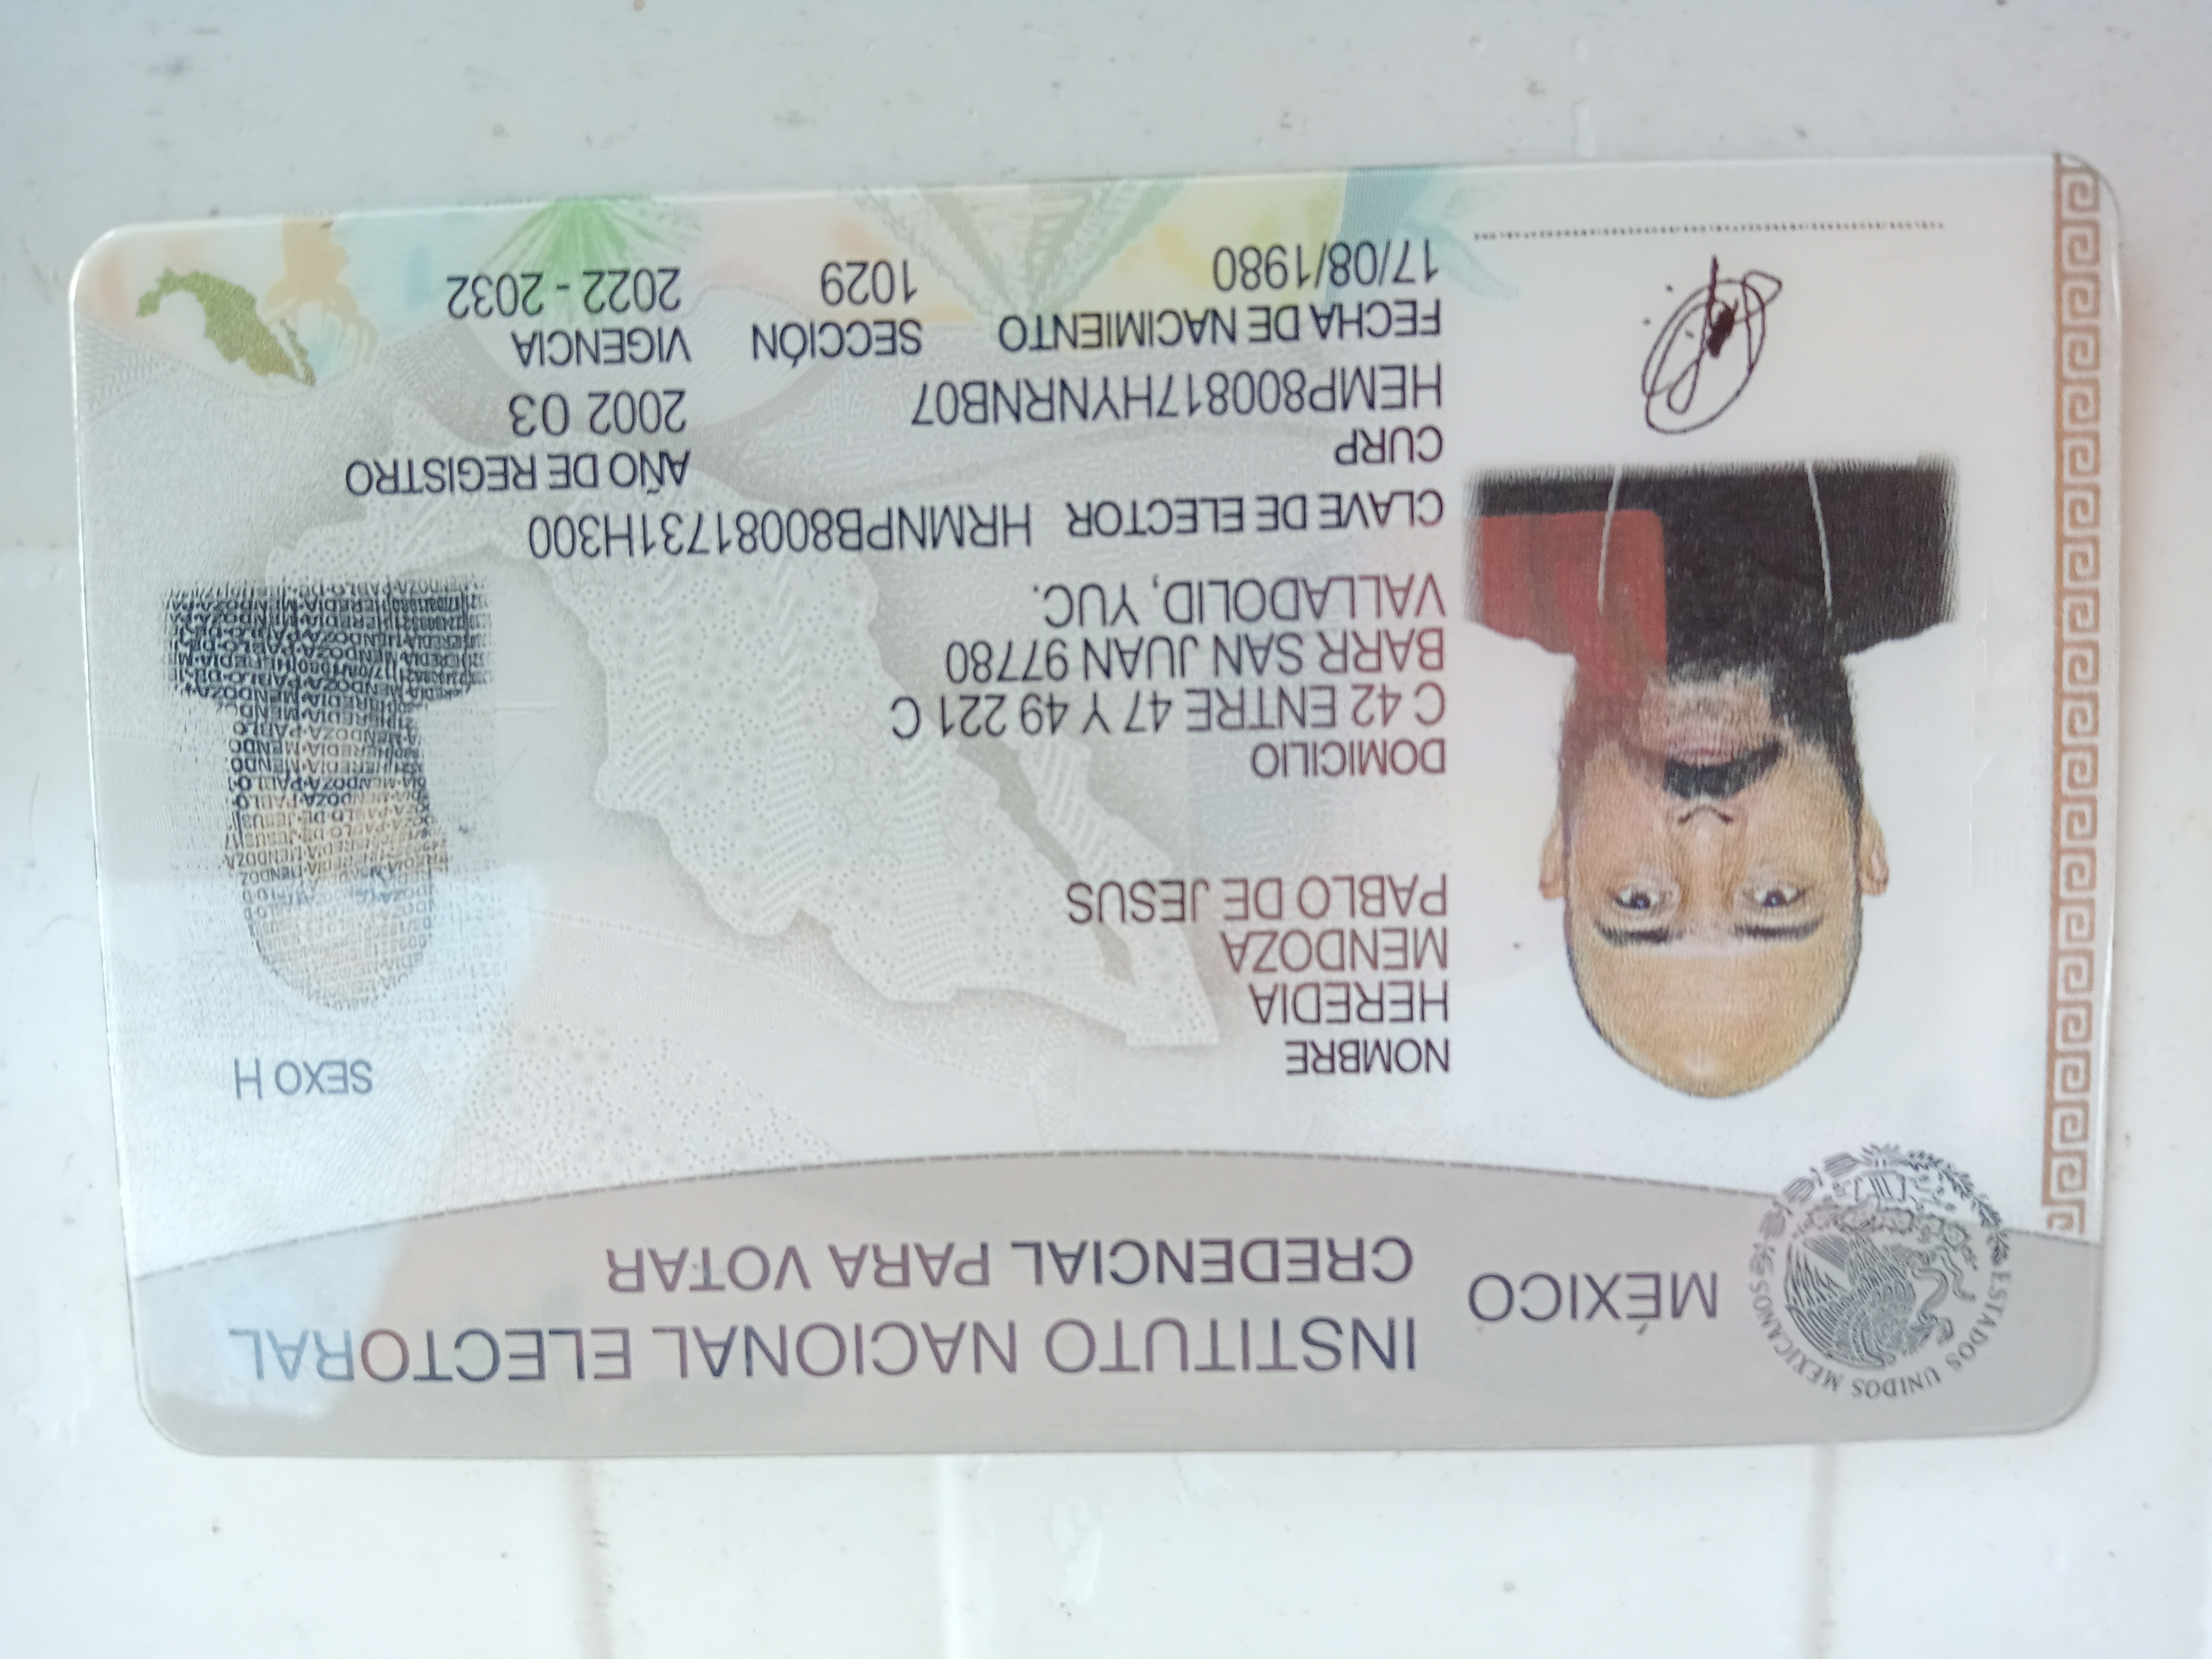 MÉXICO
INSTITUTO NACIONAL ELECTORAL
CREDENCIAL PARA VOTAR
ESTADOS UNIDOS MEXICANOS
NOMBRE
HEREDIA
MENDOZA
PABLO DE JESUS
SEXO H
DOMICILIO
C 42 ENTRE 47 Y 49 221 C
BARR SAN JUAN 97780
VALLADOLID, YUC.
CLAVE DE ELECTOR HRMNPB80081731H300
CURP
HEMP800817HYNRNB07
AÑO DE REGISTRO
2002 03
FECHA DE NACIMIENTO
17/08/1980
SECCIÓN
1029
VIGENCIA
2022 - 2032